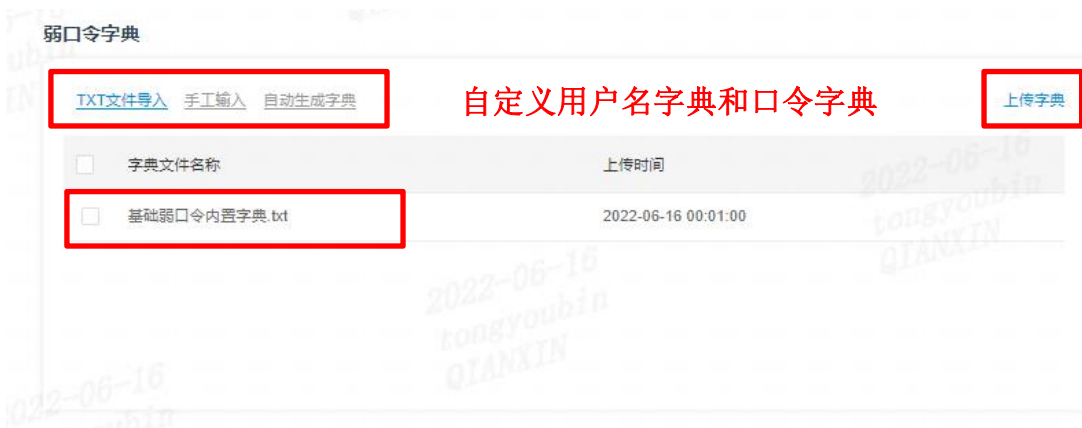 弱口令字典
TXT文件导入 手工输入 自动生成字典 自定义用户名字典和口令字典 上传字典
字典文件名称 上传时间
基础弱口令内置字典.txt 2022-06-16 00:01:00
2022-06-16
tongyoubin
QIANXIN
2022-06-16
tongyoubin
QIANXIN